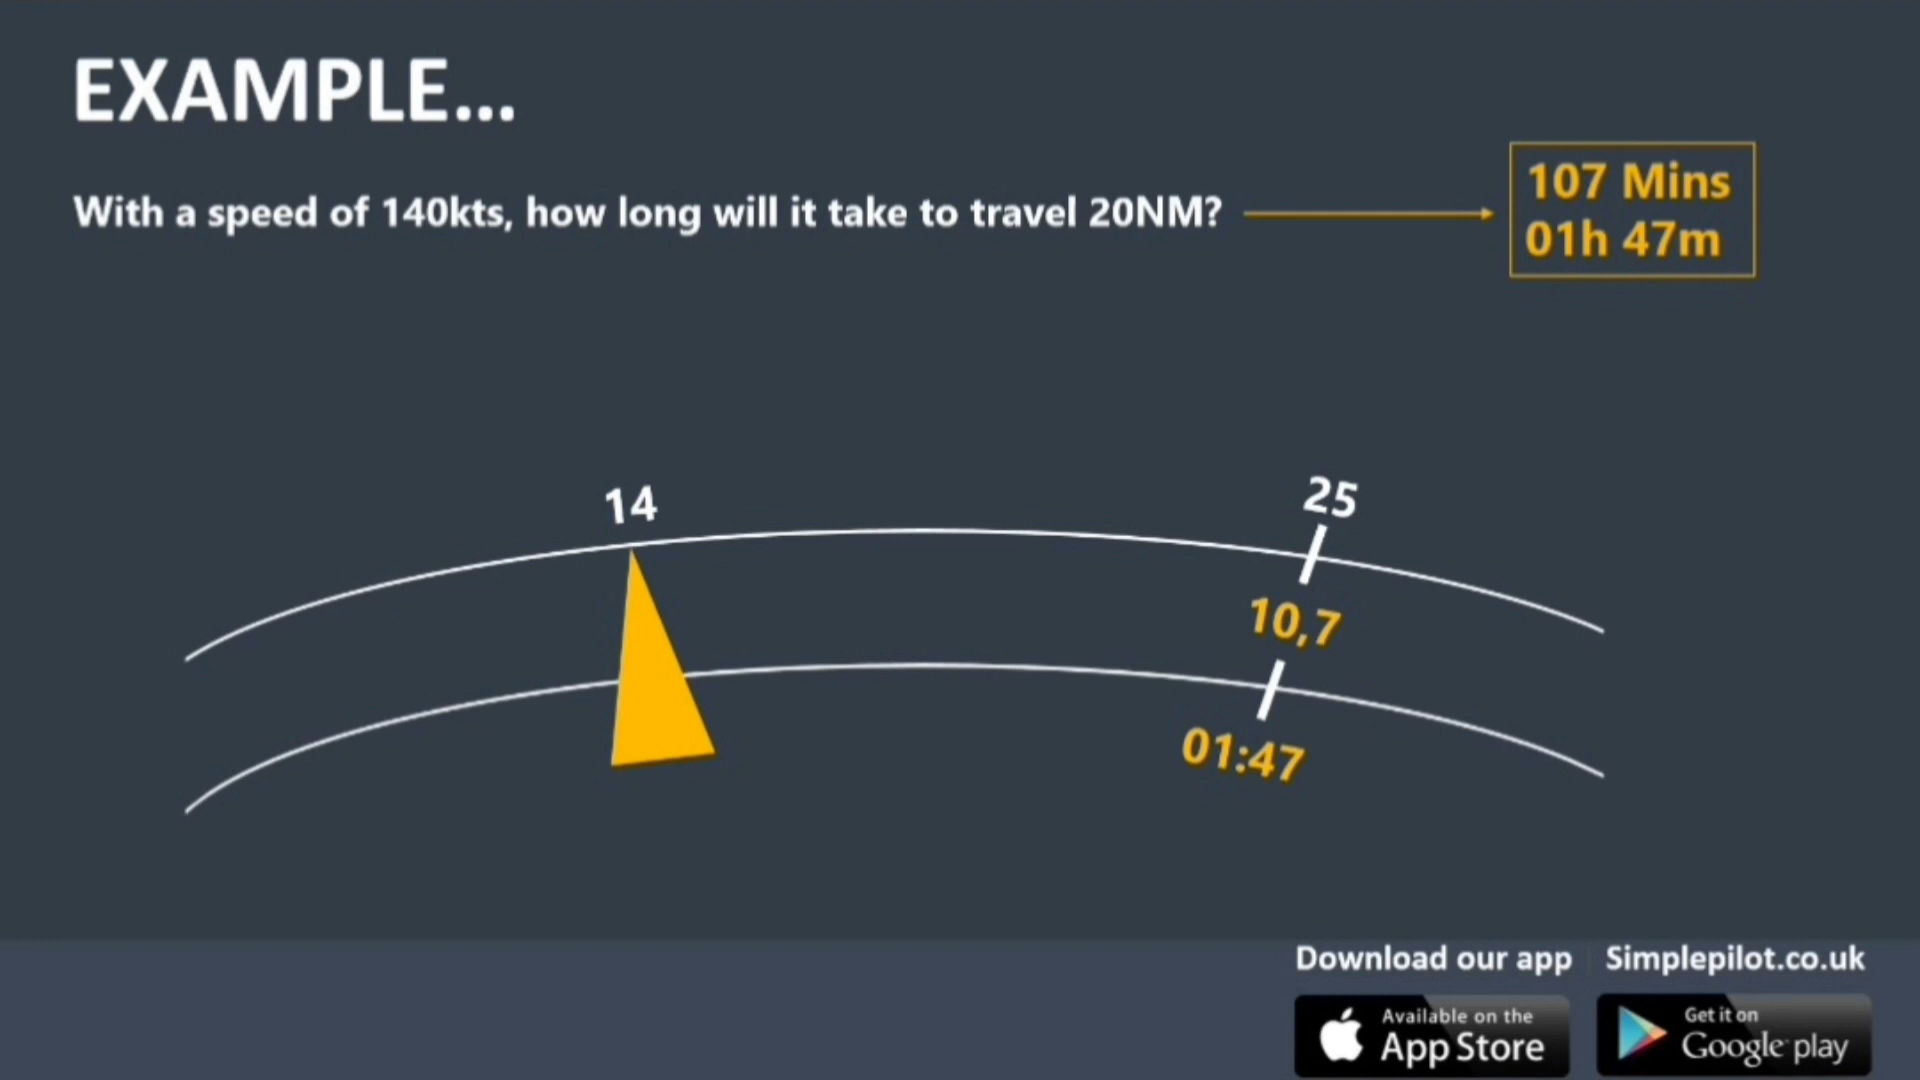 EXAMPLE...
With a speed of 140kts, how long will it take to travel 20NM?
107 Mins
01h 47m
14
25
10,7
01:47
Download our app
Simplepilot.co.uk
Available on the
App Store
Get it on
Google play